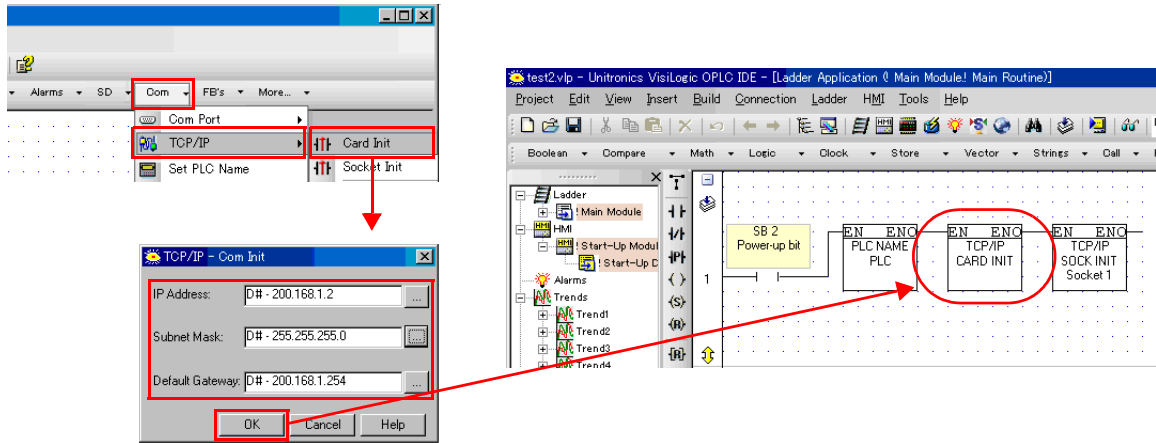 Alarms SD Com FB's More...
Com Port
TCP/IP
Card Init
Set PLC Name
Socket Init
TCP/IP - Com Init
IP Address: D# - 200.168.1.2 ...
Subnet Mask: D# - 255.255.255.0 ...
Default Gateway: D# - 200.168.1.254 ...
OK Cancel Help
test2.vlp - Unitronics VisiLogic OPLC IDE - [Ladder Application (! Main Module! Main Routine)]
Project Edit View Insert Build Connection Ladder HMI Tools Help
Boolean Compare Math Logic Clock Store Vector Strings Call
Ladder
! Main Module
HMI
! Start-Up Modul
! Start-Up D
Alarms
Trends
Trend1
Trend2
Trend3
Trend4
1
SB 2
Power-up bit
EN ENO
PLC NAME
PLC
EN ENO
TCP/IP
CARD INIT
EN ENO
TCP/IP
SOCK INIT
Socket 1